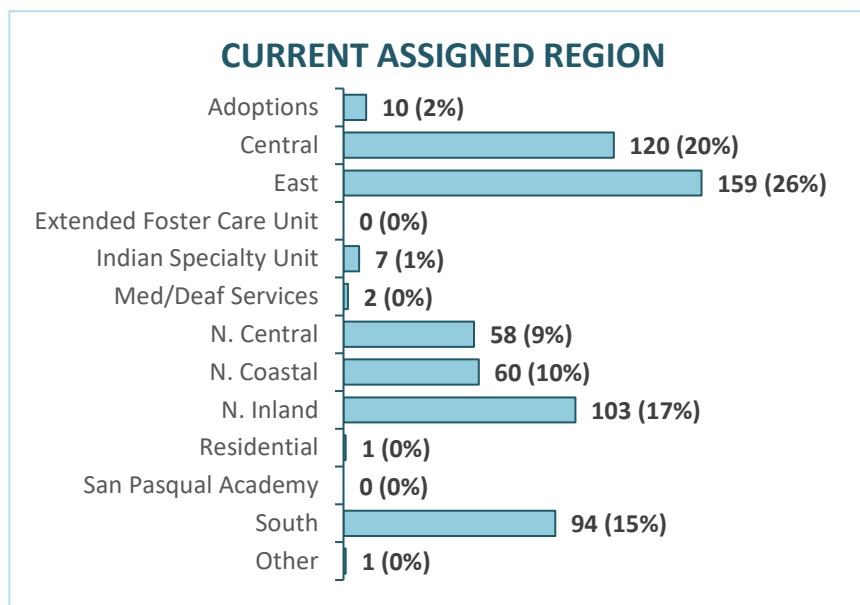 CURRENT ASSIGNED REGION
Adoptions 10 (2%)
Central 120 (20%)
East 159 (26%)
Extended Foster Care Unit 0 (0%)
Indian Specialty Unit 7 (1%)
Med/Deaf Services 2 (0%)
N. Central 58 (9%)
N. Coastal 60 (10%)
N. Inland 103 (17%)
Residential 1 (0%)
San Pasqual Academy 0 (0%)
South 94 (15%)
Other 1 (0%)